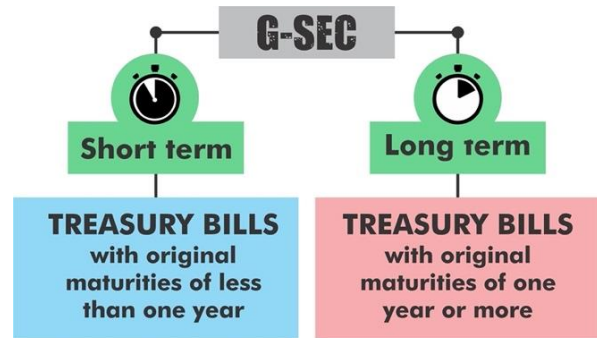 G-SEC
Short term
Long term
TREASURY BILLS
with original
maturities of less
than one year
TREASURY BILLS
with original
maturities of one
year or more